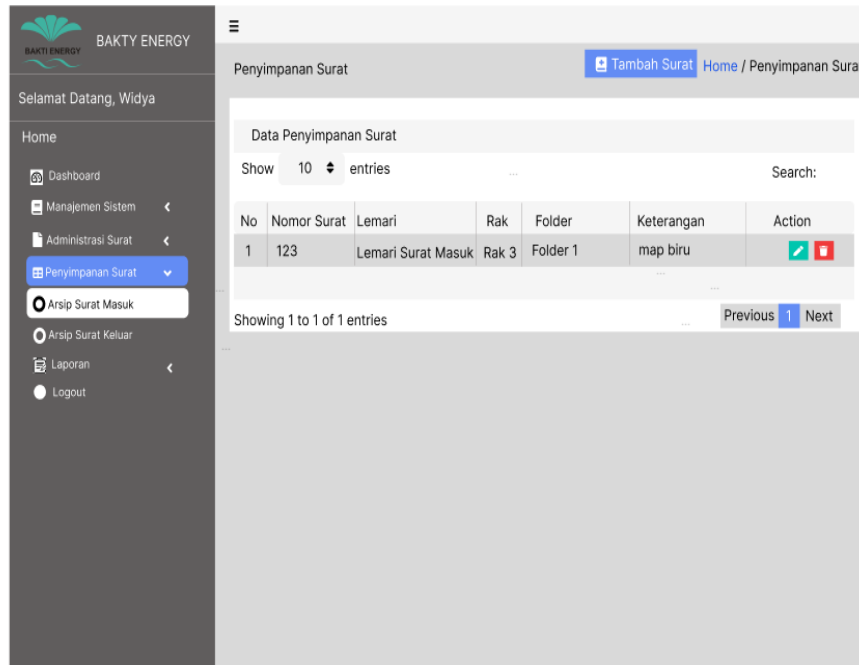 BAKTI ENERGY
BAKTY ENERGY
Selamat Datang, Widya
Home
Dashboard
Manajemen Sistem
Administrasi Surat
Penyimpanan Surat
Arsip Surat Masuk
Arsip Surat Keluar
Laporan
Logout
Penyimpanan Surat
Tambah Surat Home / Penyimpanan Sura
Data Penyimpanan Surat
Show 10 entries ... Search:
No Nomor Surat Lemari Rak Folder Keterangan Action
1 123 Lemari Surat Masuk Rak 3 Folder 1 map biru
...
...
...
Showing 1 to 1 of 1 entries ... Previous 1 Next
...